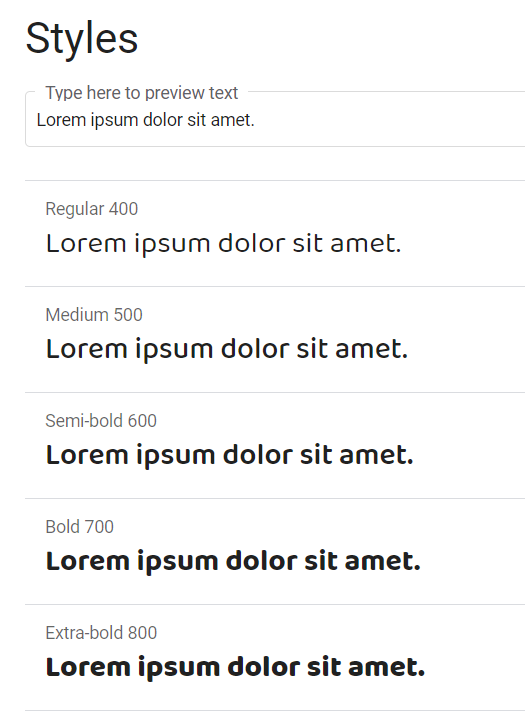 Styles
Type here to preview text
Lorem ipsum dolor sit amet.
Regular 400
Lorem ipsum dolor sit amet.
Medium 500
Lorem ipsum dolor sit amet.
Semi-bold 600
Lorem ipsum dolor sit amet.
Bold 700
Lorem ipsum dolor sit amet.
Extra-bold 800
Lorem ipsum dolor sit amet.